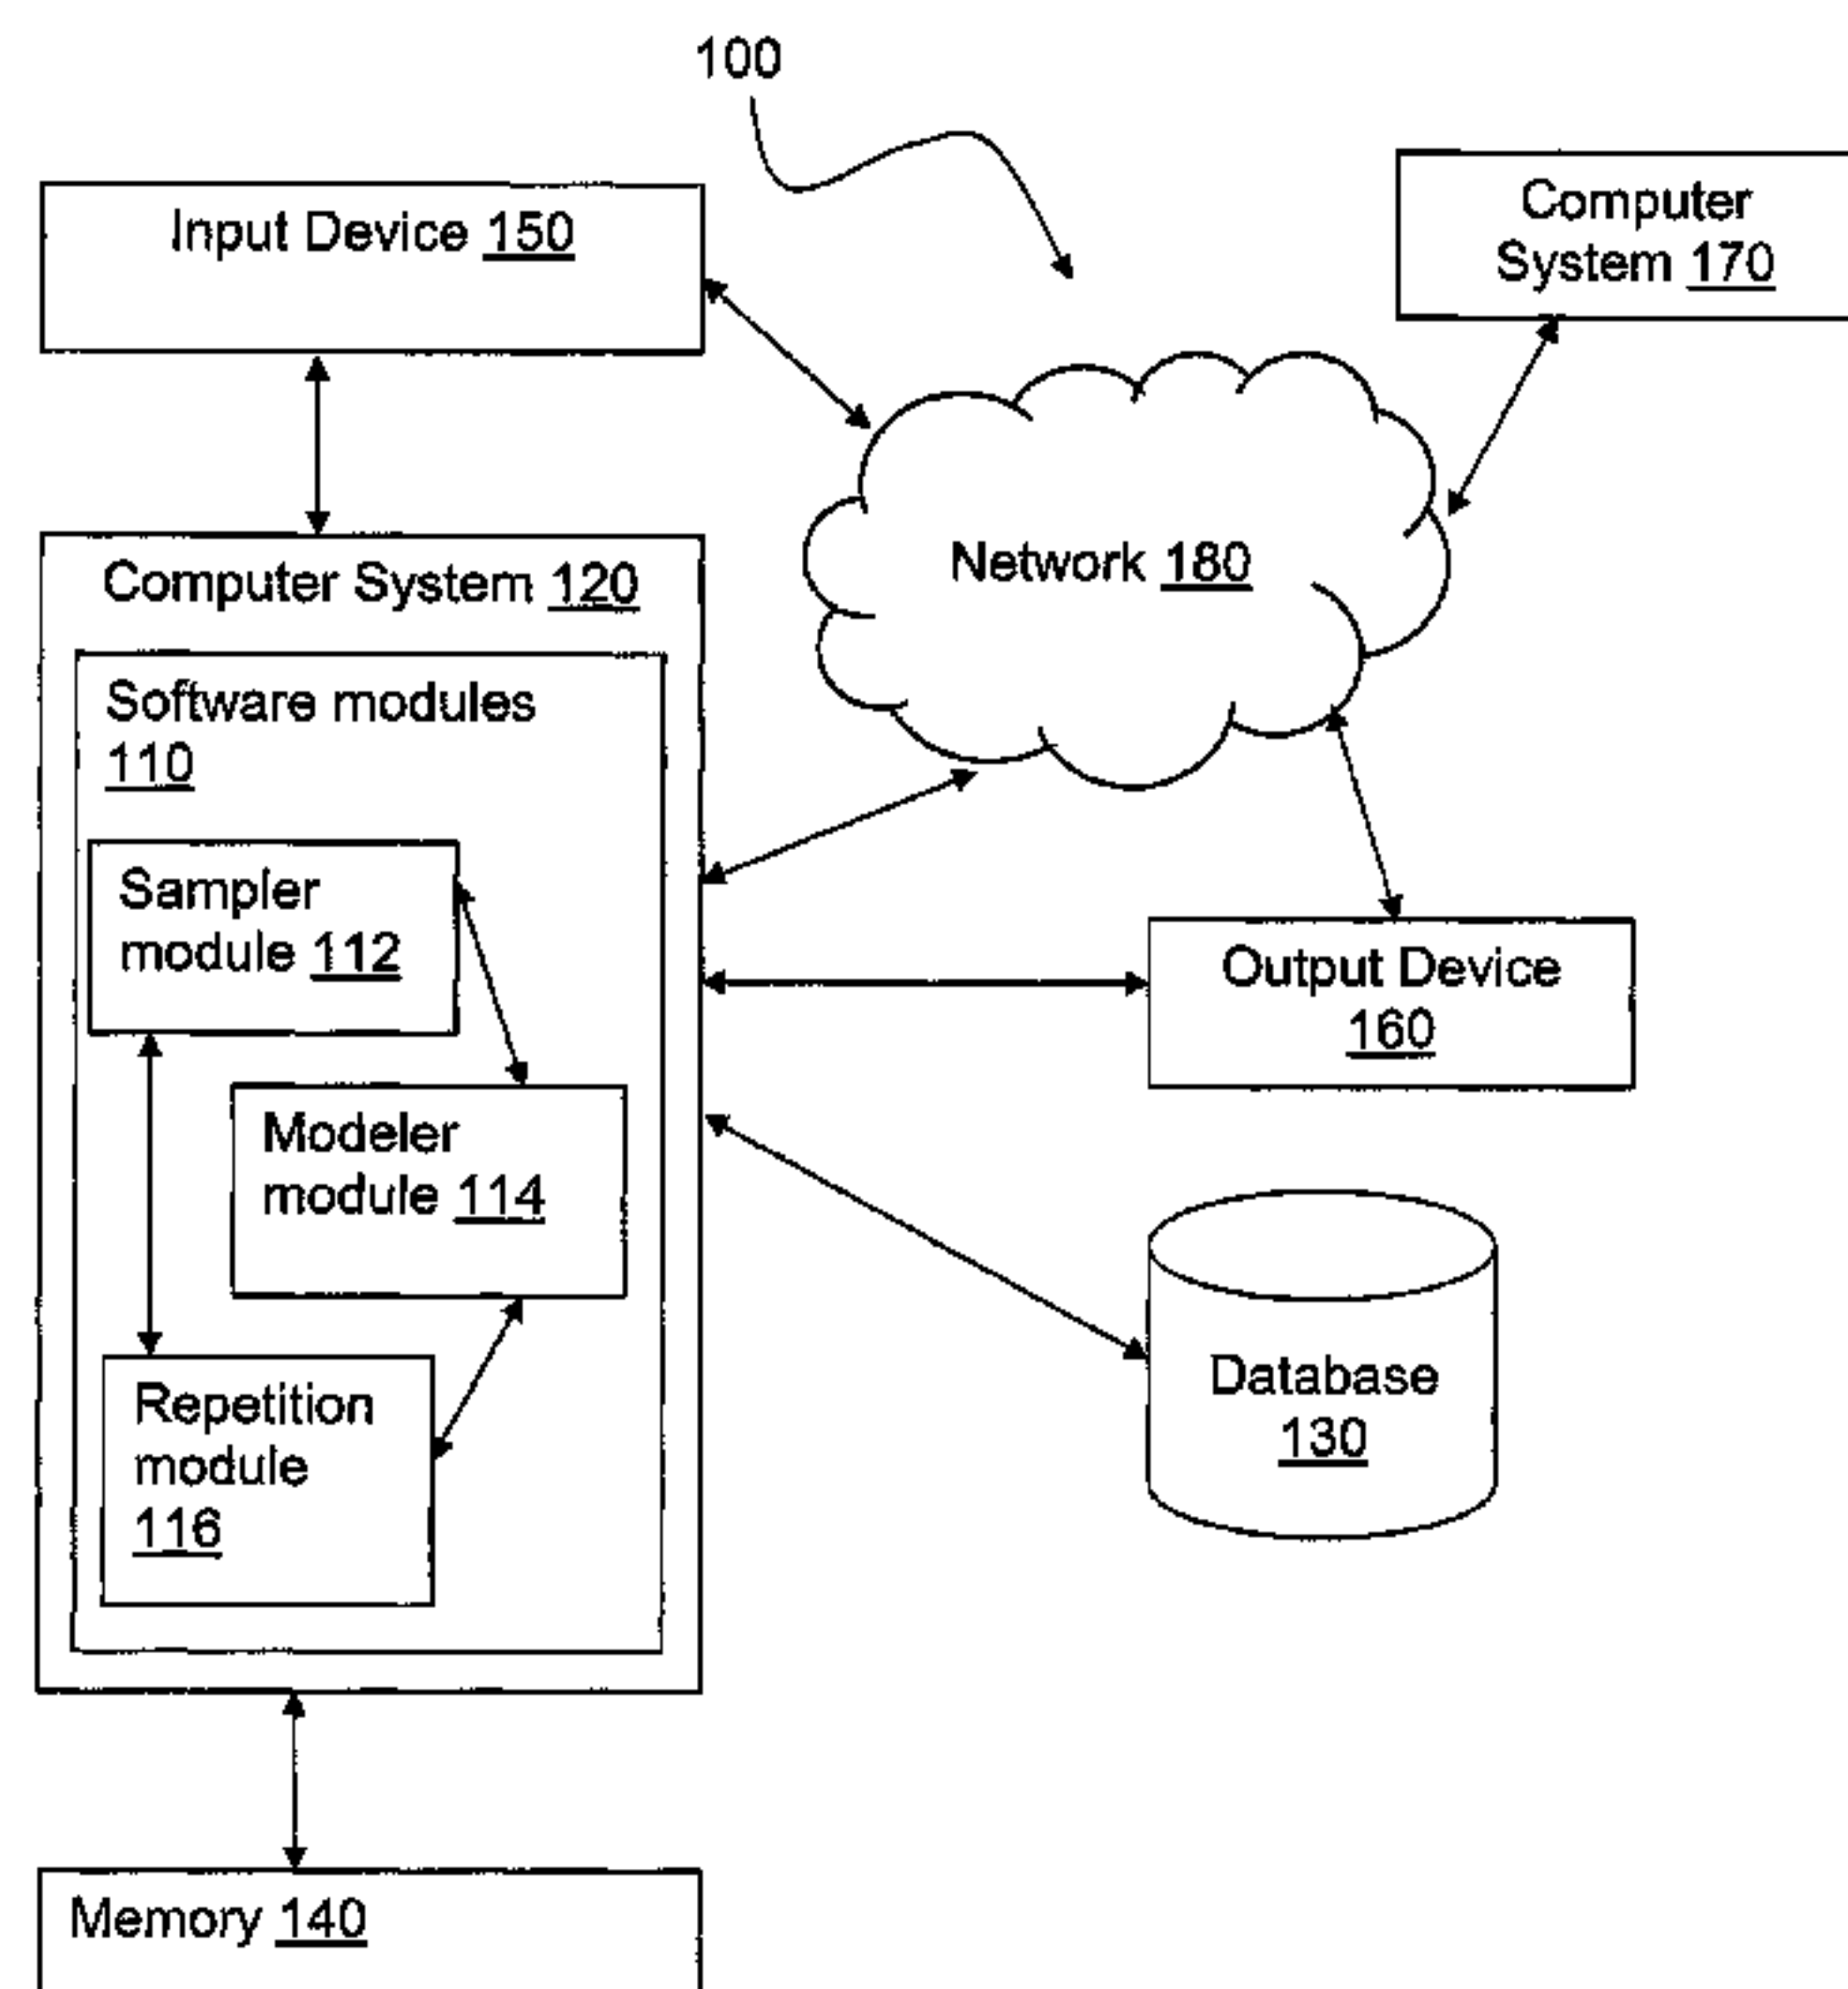 100
Input Device 150
Computer
System 170
Network 180
Computer System 120
Software modules
110
Sampler
module 112
Modeler
module 114
Repetition
module
116
Output Device
160
Database
130
Memory 140